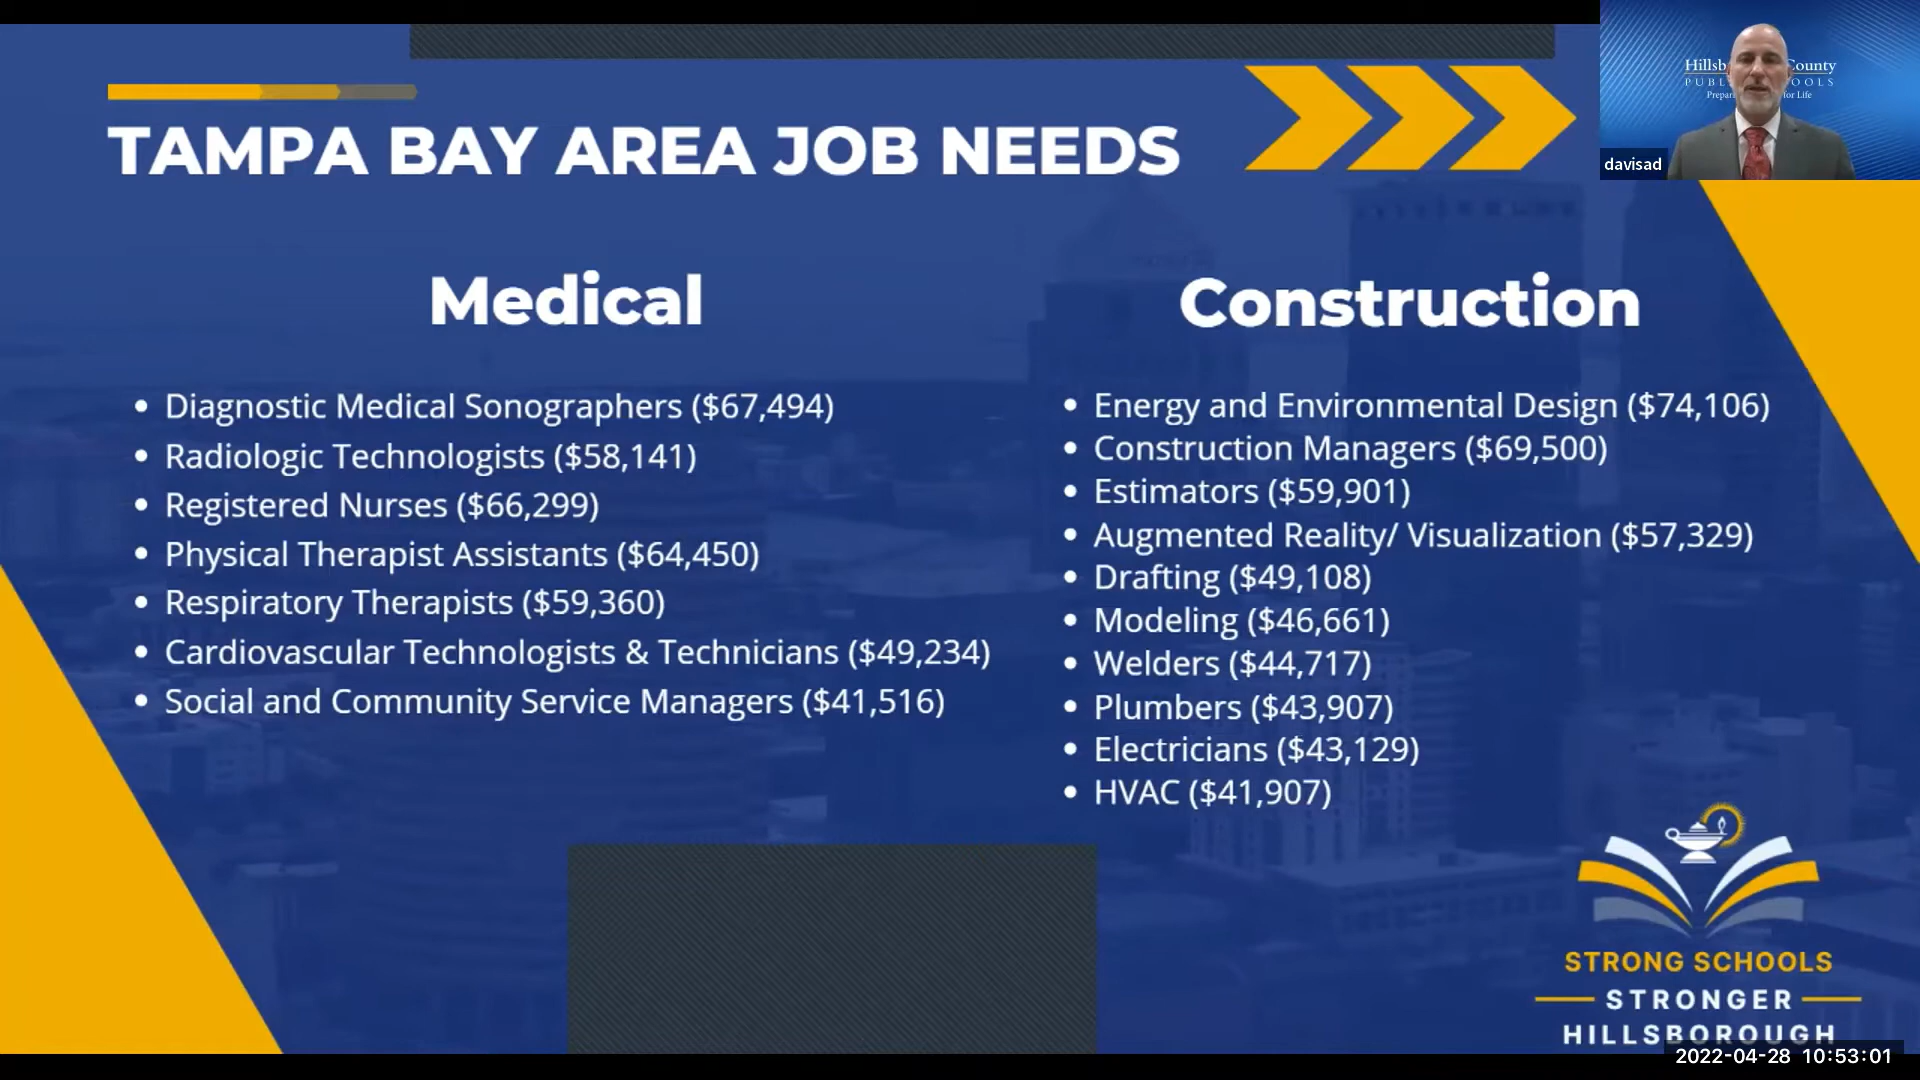 TAMPA BAY AREA JOB NEEDS
Medical
• Diagnostic Medical Sonographers ($67,494)
• Radiologic Technologists ($58,141)
• Registered Nurses ($66,299)
• Physical Therapist Assistants ($64,450)
• Respiratory Therapists ($59,360)
• Cardiovascular Technologists & Technicians ($49,234)
• Social and Community Service Managers ($41,516)
Construction
• Energy and Environmental Design ($74,106)
• Construction Managers ($69,500)
• Estimators ($59,901)
• Augmented Reality/ Visualization ($57,329)
• Drafting ($49,108)
• Modeling ($46,661)
• Welders ($44,717)
• Plumbers ($43,907)
• Electricians ($43,129)
• HVAC ($41,907)
County
for Life
davisad
STRONG SCHOOLS
STRONGER
HILLSBOROUGH
2022-04-28 10:53:01